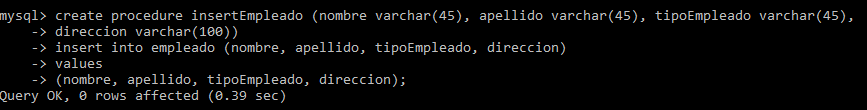 mysql> create procedure insertEmpleado (nombre varchar(45), apellido varchar(45), tipoEmpleado varchar(45),
-> direccion varchar(100))
-> insert into empleado (nombre, apellido, tipoEmpleado, direccion)
-> values
-> (nombre, apellido, tipoEmpleado, direccion);
Query OK, 0 rows affected (0.39 sec)